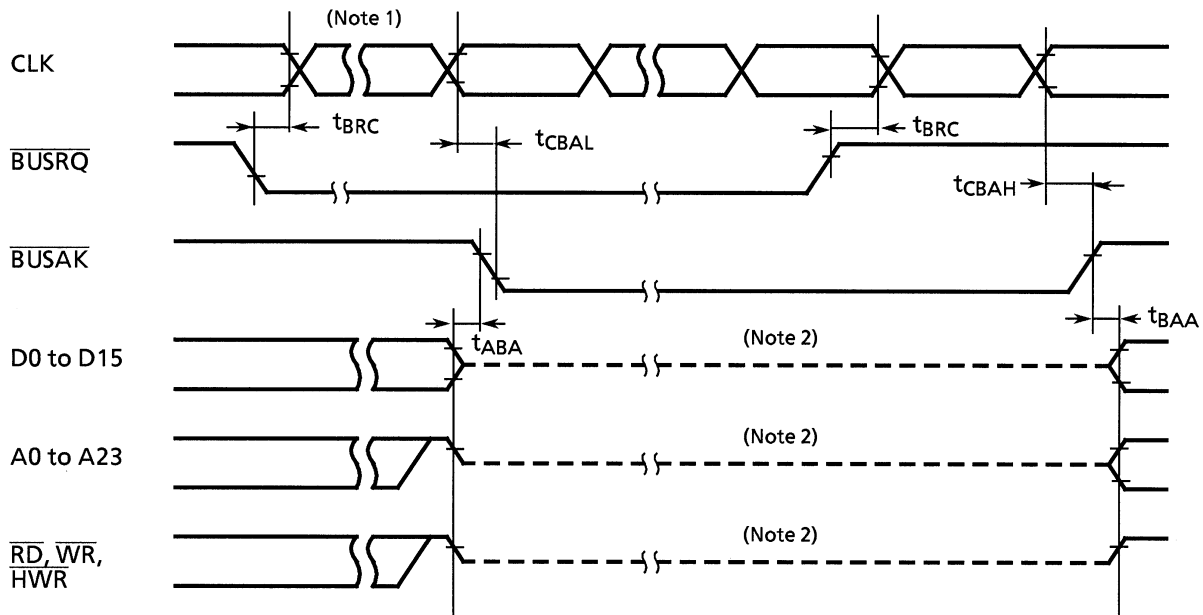 (Note 1)
CLK
tBRC
tCBAL
tBRC
BUSRQ
tCBAH
BUSAK
tBAA
tABA
(Note 2)
D0 to D15
(Note 2)
A0 to A23
(Note 2)
RD, WR,
HWR